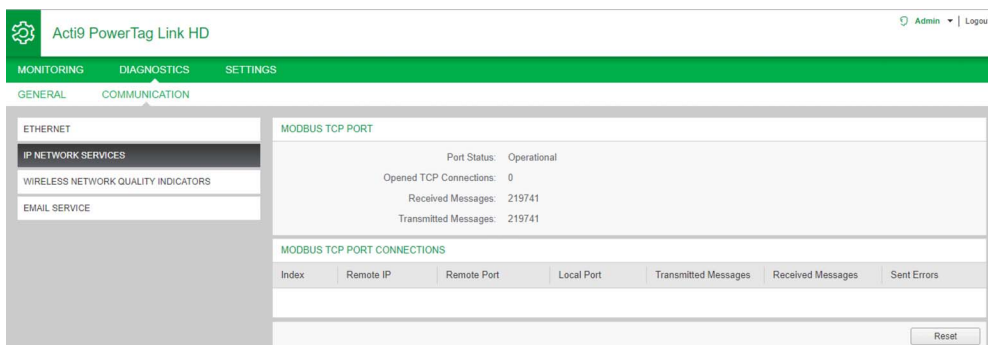 Acti9 PowerTag Link HD
Admin | Logou
MONITORING DIAGNOSTICS SETTINGS
GENERAL COMMUNICATION
ETHERNET
IP NETWORK SERVICES
WIRELESS NETWORK QUALITY INDICATORS
EMAIL SERVICE
MODBUS TCP PORT
Port Status: Operational
Opened TCP Connections: 0
Received Messages: 219741
Transmitted Messages: 219741
MODBUS TCP PORT CONNECTIONS
Index Remote IP Remote Port Local Port Transmitted Messages Received Messages Sent Errors
Reset